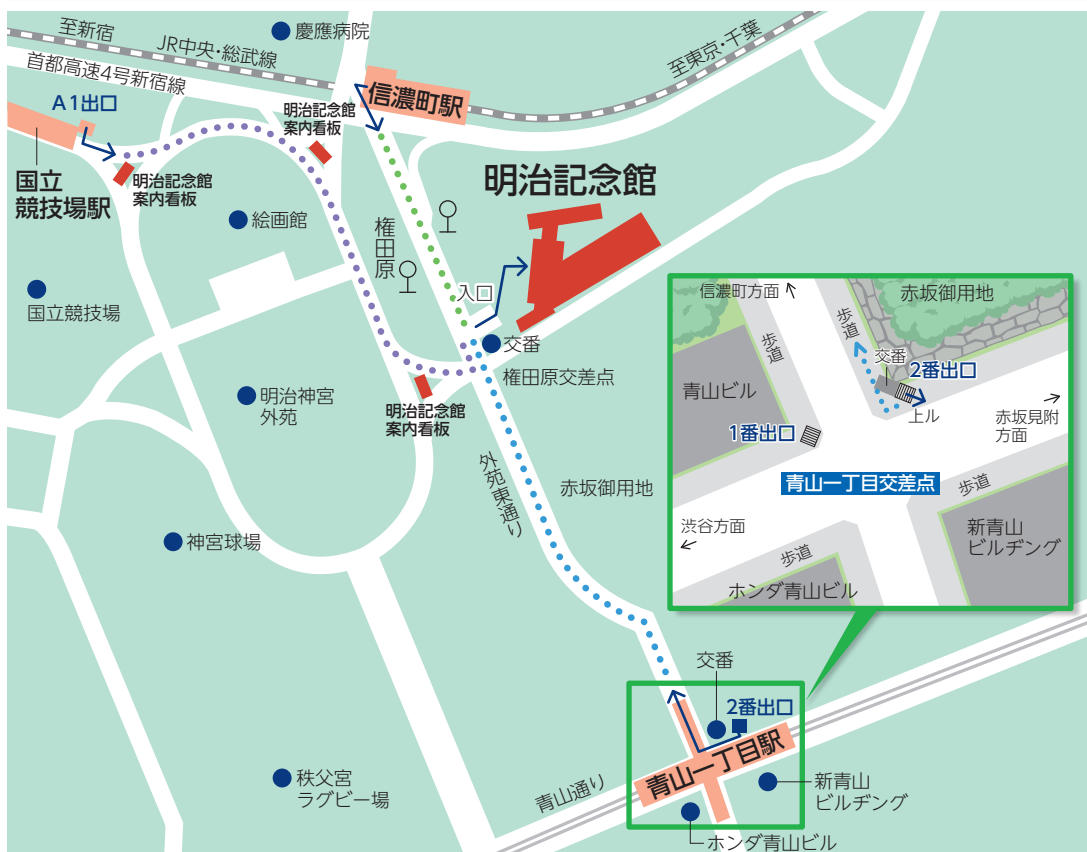 慶應病院
至新宿
JR中央・総武線
首都高速4号新宿線
至東京・千葉
A1出口
信濃町駅
明治記念館
案内看板
国立
競技場駅
明治記念館
案内看板
明治記念館
絵画館
権田原
入口
国立競技場
交番
権田原交差点
明治神宮
外苑
明治記念館
案内看板
外苑東通り
赤坂御用地
神宮球場
信濃町方面
赤坂御用地
歩道
歩道
交番
2番出口
青山ビル
上ル
赤坂見附
方面
1番出口
青山一丁目交差点
歩道
渋谷方面
新青山
ビルヂング
歩道
ホンダ青山ビル
交番
2番出口
青山一丁目駅
秩父宮
ラグビー場
青山通り
新青山
ビルヂング
ホンダ青山ビル